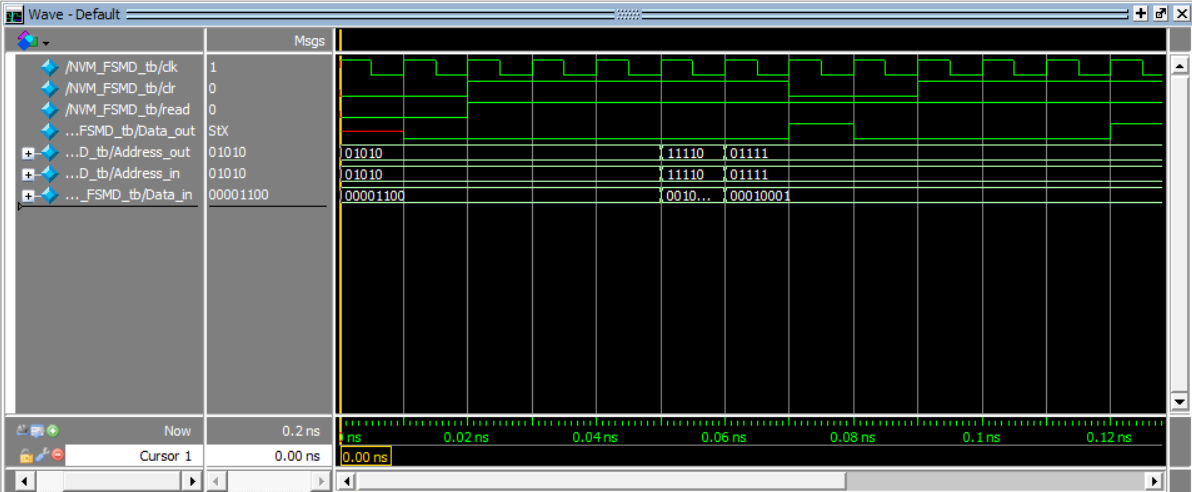 Wave - Default
Msgs
/NVM_FSMD_tb/clk 1
/NVM_FSMD_tb/clr 0
/NVM_FSMD_tb/read 0
...FSMD_tb/Data_out StX
...D_tb/Address_out 01010 01010 11110 01111
...D_tb/Address_in 01010 01010 11110 01111
..._FSMD_tb/Data_in 00001100 00001100 0010... 00010001
Now 0.2 ns ns 0.02 ns 0.04 ns 0.06 ns 0.08 ns 0.1 ns 0.12 ns
Cursor 1 0.00 ns 0.00 ns